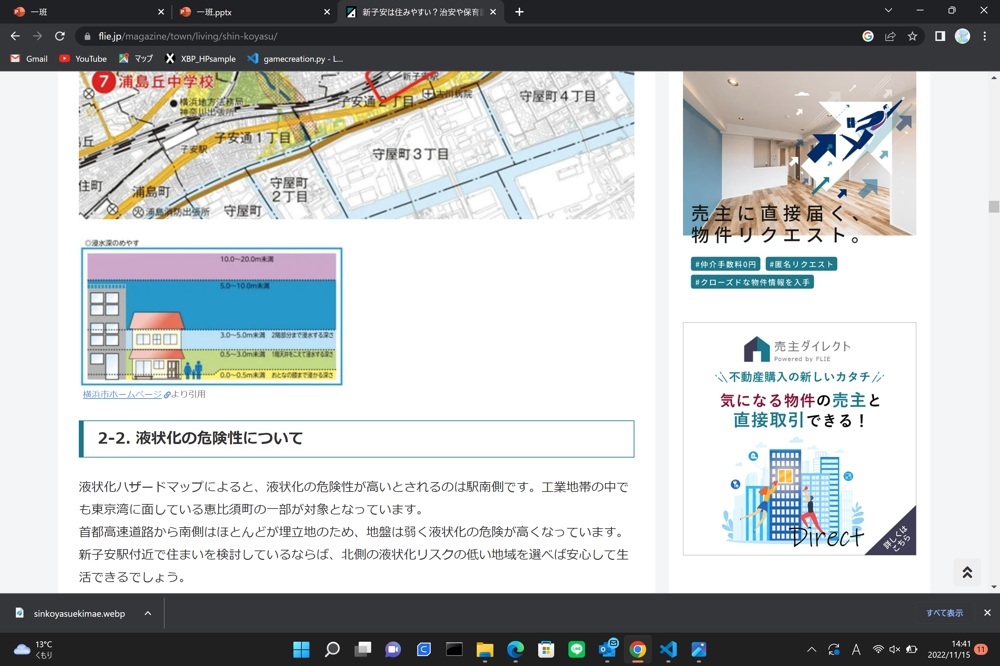 一班
一班.pptx
新子安は住みやすい？治安や保育
flie.jp/magazine/town/living/shin-koyasu/
Gmail
YouTube
マップ
XBP_HPsample
gamecreation.py - L...
7 浦島丘中学校
新子安駅
吉川病院
守屋町4丁目
子安通2丁目
横浜地方法務局
神奈川出張所
子安通1丁目
子安駅
守屋町3丁目
住町
浦島町
守屋町
2丁目
浦島消防出張所
守屋町
◎浸水深のめやす
10.0～20.0m未満
5.0～10.0m未満
3.0～5.0m未満 2階部分まで浸水する深さ
0.5～3.0m未満 1階天井をこえて浸水する深さ
0.0～0.5m未満 おとなの膝まで浸かる深さ
横浜市ホームページ より引用
2-2. 液状化の危険性について
液状化ハザードマップによると、液状化の危険性が高いとされるのは駅南側です。工業地帯の中で
も東京湾に面している恵比須町の一部が対象となっています。
首都高速道路から南側はほとんどが埋立地のため、地盤は弱く液状化の危険が高くなっています。
新子安駅付近で住まいを検討しているならば、北側の液状化リスクの低い地域を選べば安心して生
活できるでしょう。
売主に直接届く、
物件リクエスト。
#仲介手数料0円
#匿名リクエスト
#クローズドな物件情報を入手
売主ダイレクト
Powered by FLIE
不動産購入の新しいカタチ
気になる物件の売主と
直接取引できる！
Direct
詳しくは
こちら
sinkoyasuekimae.webp
すべて表示
13°C
くもり
LINE
A
14:41
2022/11/15
11